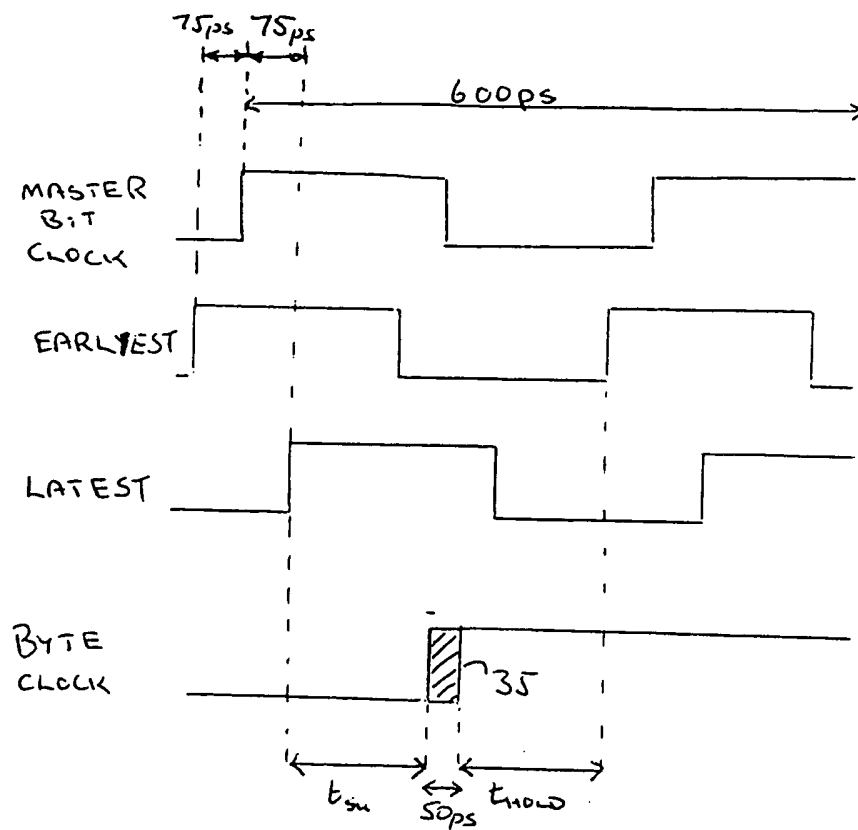 75ps 75ps
600ps
MASTER
BIT
CLOCK
EARLYEST
LATEST
BYTE
CLOCK
35
tsu
50ps
tHOLD